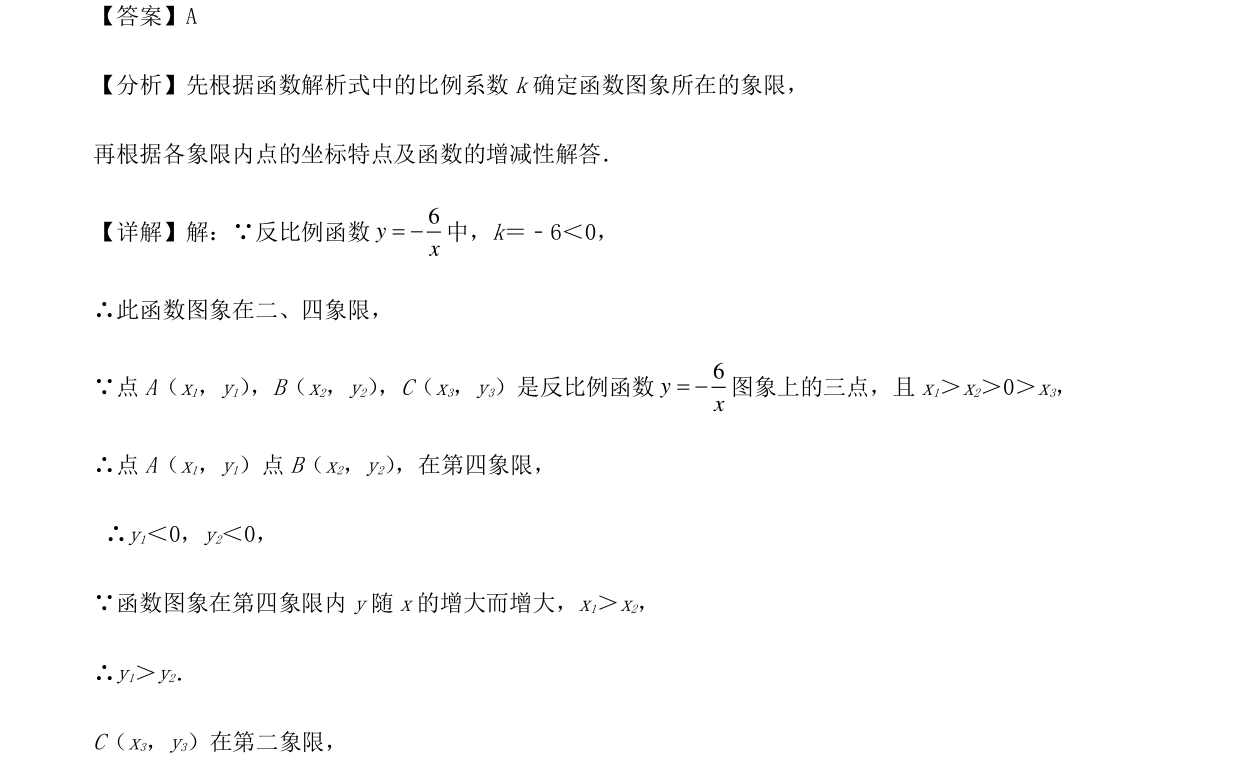 【答案】A
【分析】先根据函数解析式中的比例系数 k 确定函数图象所在的象限，
再根据各象限内点的坐标特点及函数的增减性解答．
【详解】解：∵反比例函数 y = −6/x 中，k＝﹣6＜0，
∴此函数图象在二、四象限，
∵点 A（x₁，y₁），B（x₂，y₂），C（x₃，y₃）是反比例函数 y = −6/x 图象上的三点，且 x₁＞x₂＞0＞x₃，
∴点 A（x₁，y₁）点 B（x₂，y₂），在第四象限，
∴y₁＜0，y₂＜0，
∵函数图象在第四象限内 y 随 x 的增大而增大，x₁＞x₂，
∴y₁＞y₂．
C（x₃，y₃）在第二象限，